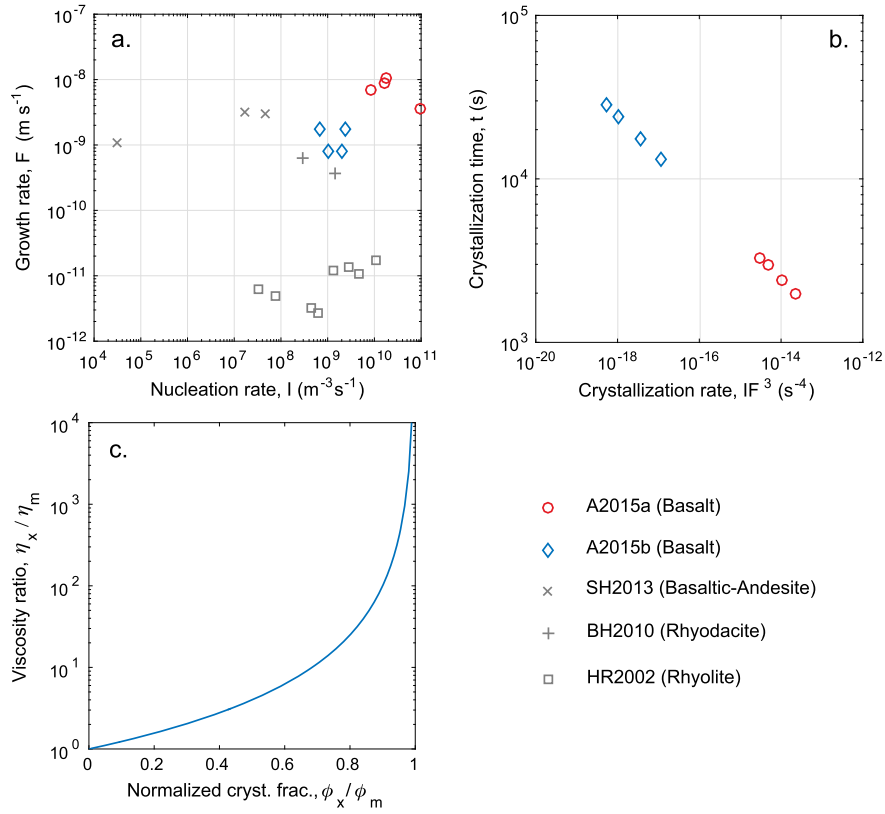 a.
10^-7
10^-8
10^-9
10^-10
10^-11
10^-12
Growth rate, F (m s^-1)
10^4 10^5 10^6 10^7 10^8 10^9 10^10 10^11
Nucleation rate, I (m^-3 s^-1)
b.
10^5
10^4
10^3
Crystallization time, t (s)
10^-20 10^-18 10^-16 10^-14 10^-12
Crystallization rate, IF^3 (s^-4)
c.
10^4
10^3
10^2
10^1
10^0
Viscosity ratio, η_x / η_m
0 0.2 0.4 0.6 0.8 1
Normalized cryst. frac., ϕ_x / ϕ_m
A2015a (Basalt)
A2015b (Basalt)
SH2013 (Basaltic-Andesite)
BH2010 (Rhyodacite)
HR2002 (Rhyolite)